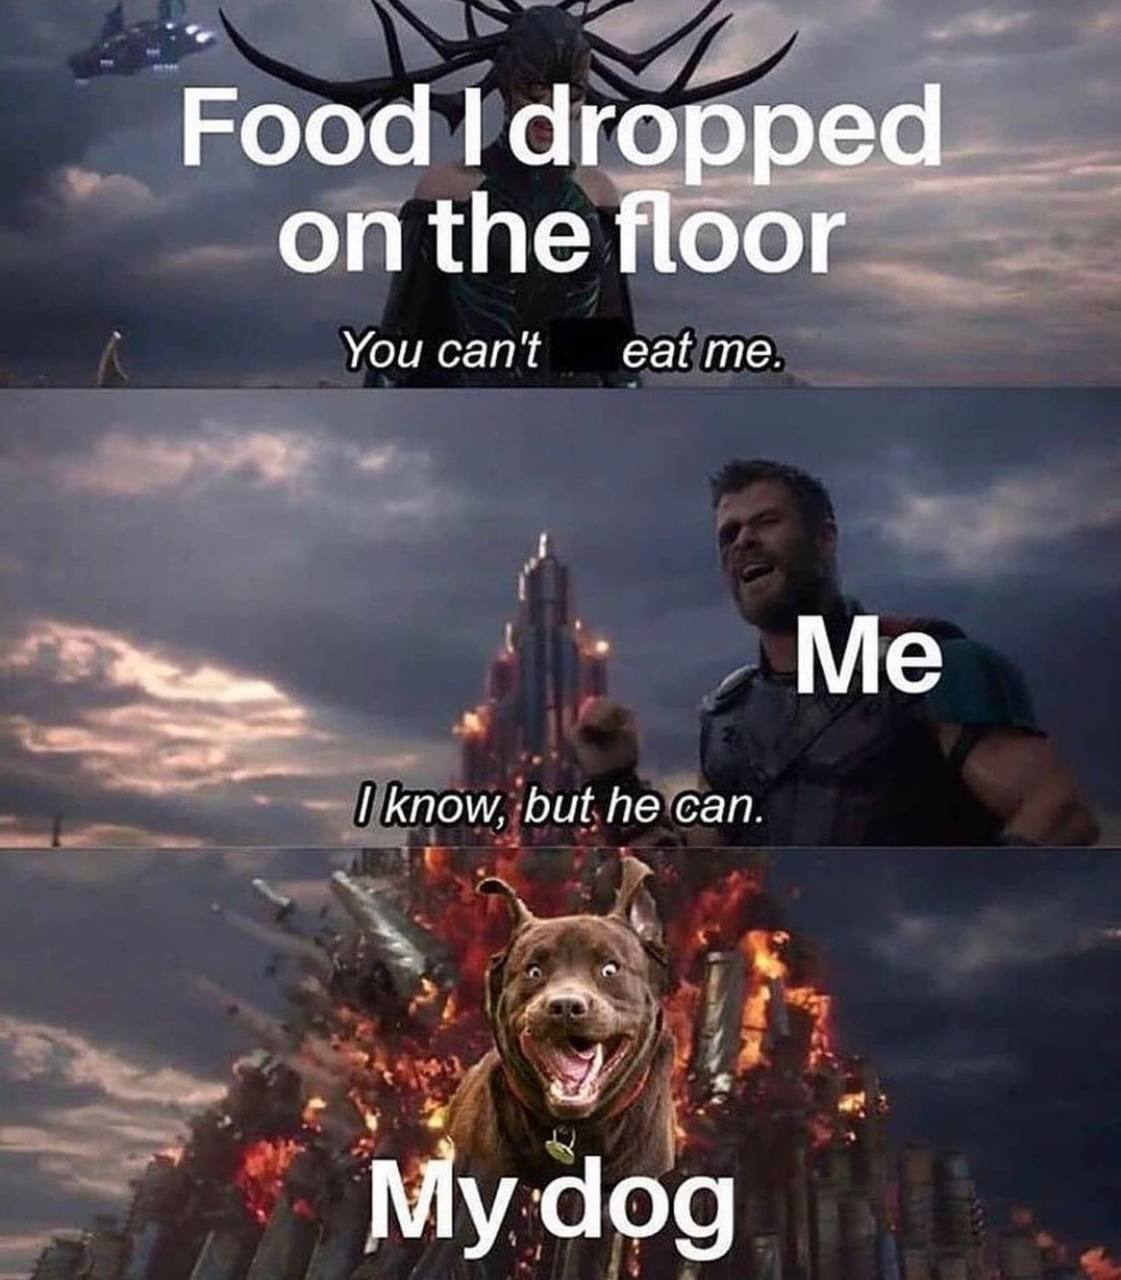 Food I dropped
on the floor
You can't eat me.
Me
I know, but he can.
My dog